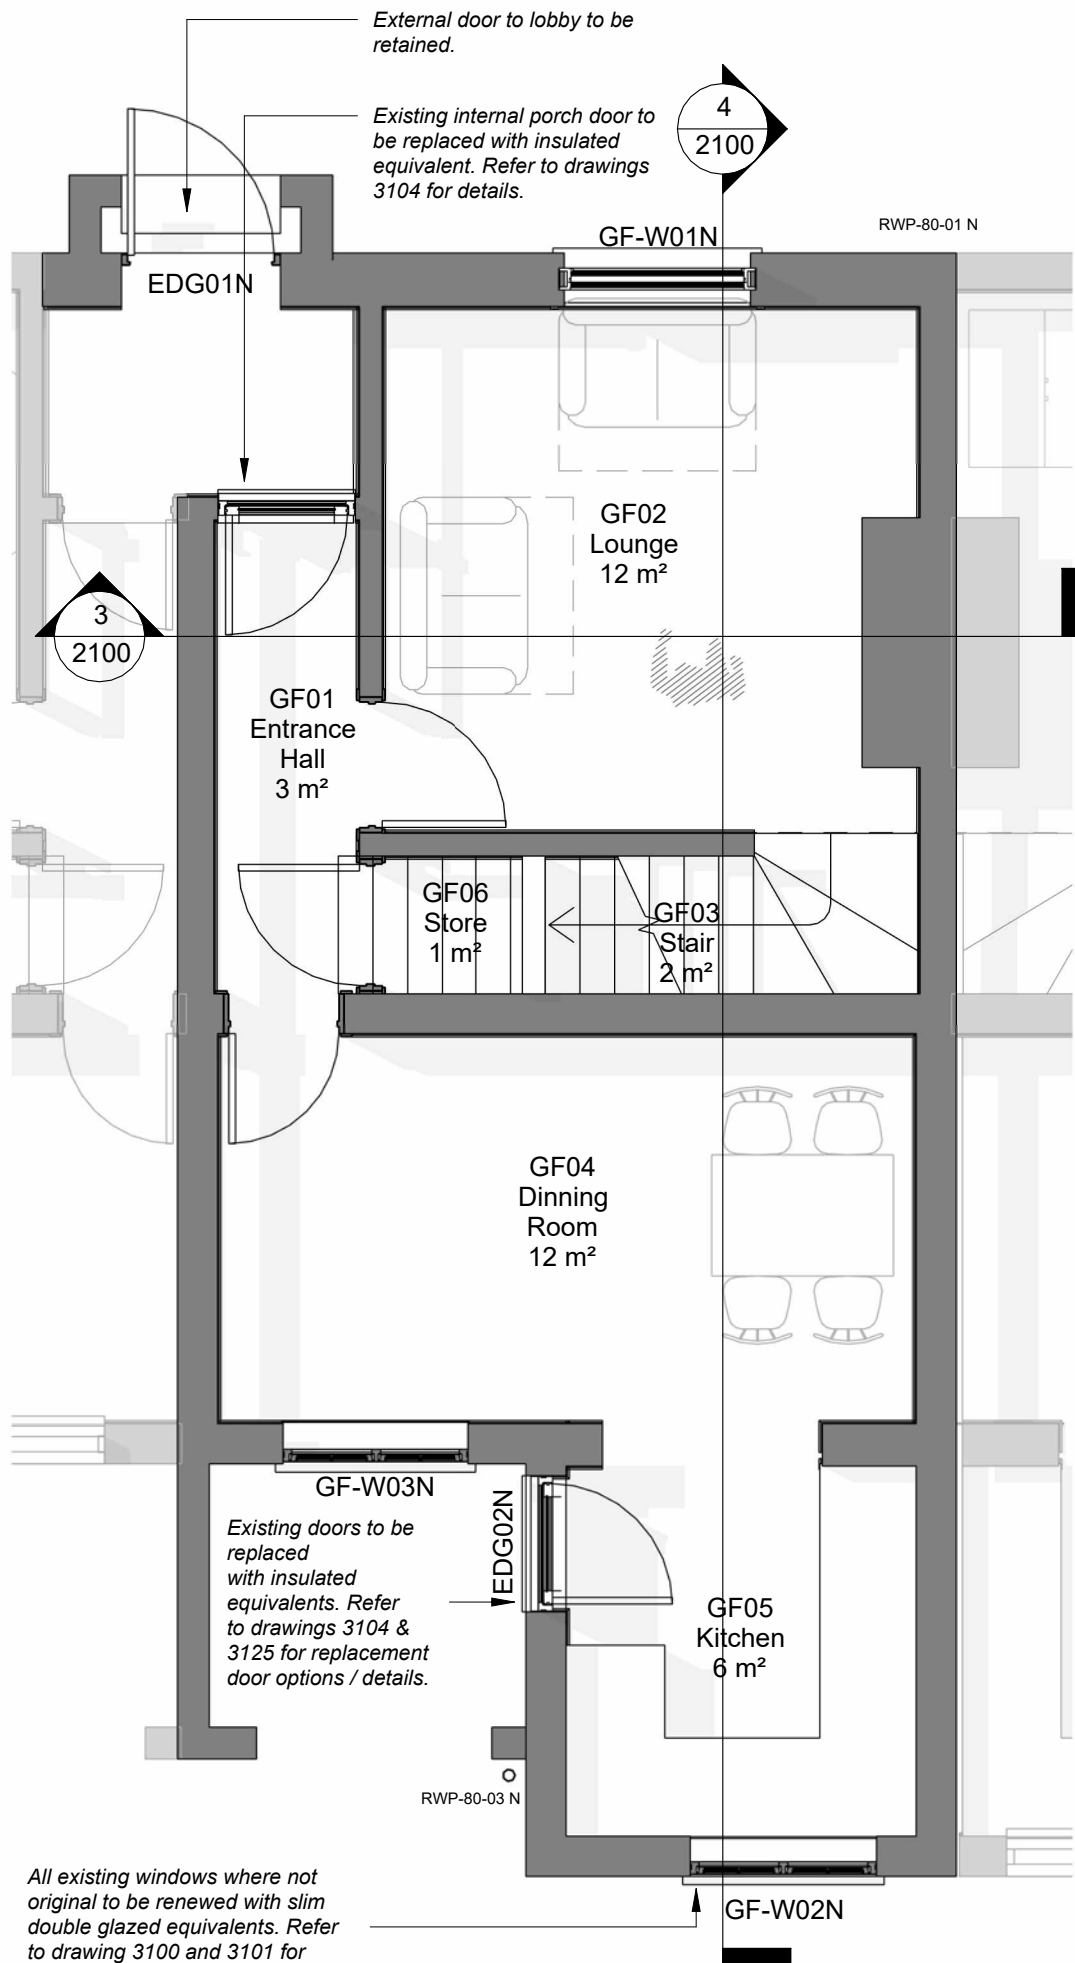 External door to lobby to be
retained.
Existing internal porch door to
be replaced with insulated
equivalent. Refer to drawings
3104 for details.
4
2100
RWP-80-01 N
GF-W01N
EDG01N
GF02
Lounge
12 m²
3
2100
GF01
Entrance
Hall
3 m²
GF06
Store
1 m²
GF03
Stair
2 m²
GF04
Dinning
Room
12 m²
GF-W03N
EDG02N
Existing doors to be
replaced
with insulated
equivalents. Refer
to drawings 3104 &
3125 for replacement
door options / details.
GF05
Kitchen
6 m²
RWP-80-03 N
All existing windows where not
original to be renewed with slim
double glazed equivalents. Refer
to drawing 3100 and 3101 for
GF-W02N